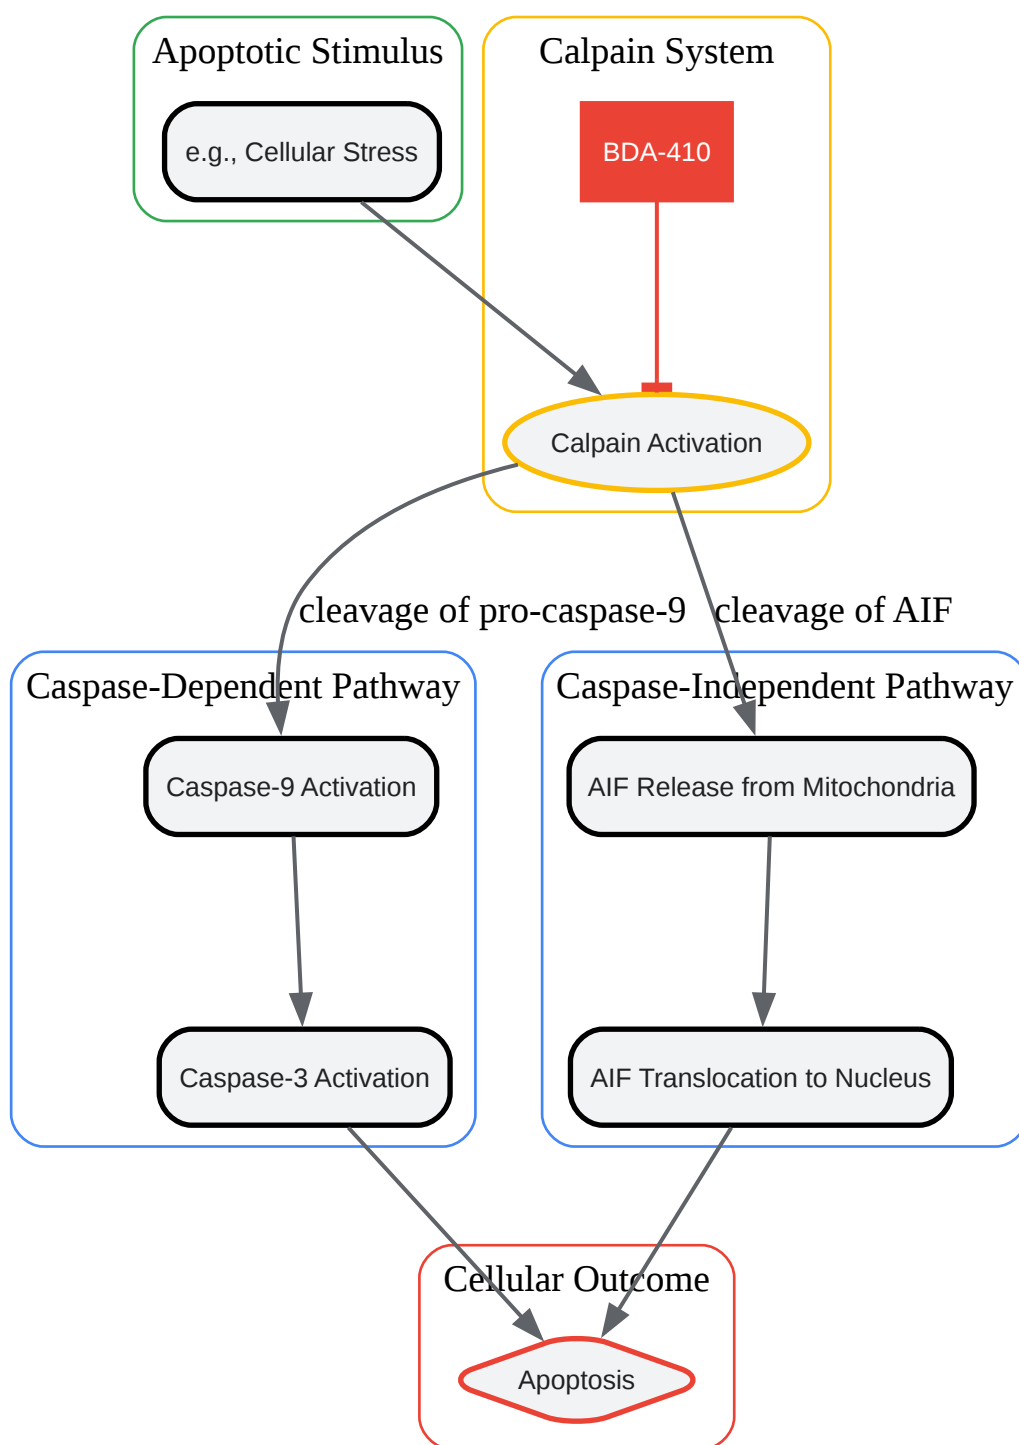 Apoptotic Stimulus
Calpain System
e.g., Cellular Stress
BDA-410
Calpain Activation
cleavage of pro-caspase-9
cleavage of AIF
Caspase-Dependent Pathway
Caspase-Independent Pathway
Caspase-9 Activation
AIF Release from Mitochondria
Caspase-3 Activation
AIF Translocation to Nucleus
Cellular Outcome
Apoptosis